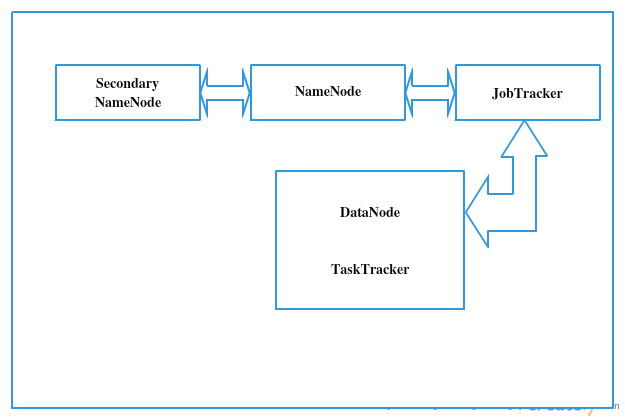 Secondary
NameNode
NameNode
JobTracker
DataNode
TaskTracker